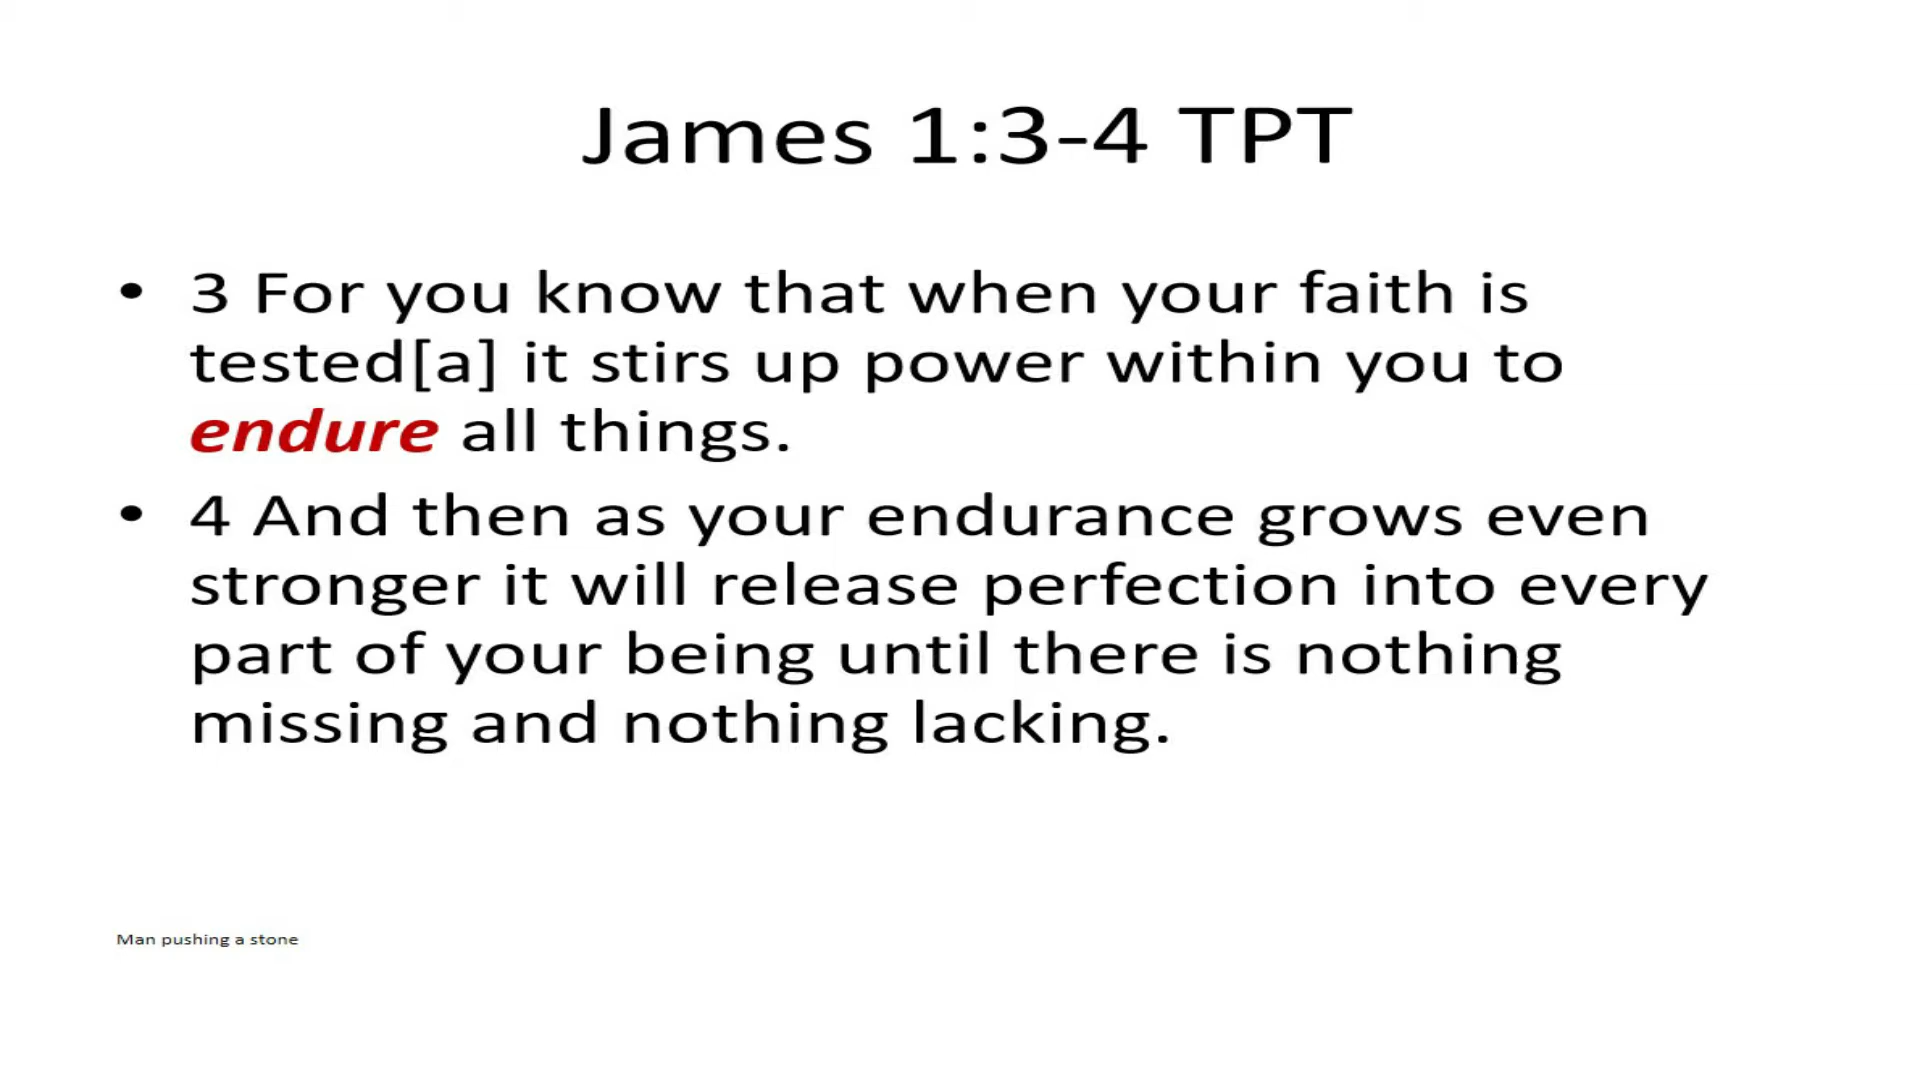 James 1:3-4 TPT
• 3 For you know that when your faith is
tested[a] it stirs up power within you to
endure all things.
• 4 And then as your endurance grows even
stronger it will release perfection into every
part of your being until there is nothing
missing and nothing lacking.
Man pushing a stone